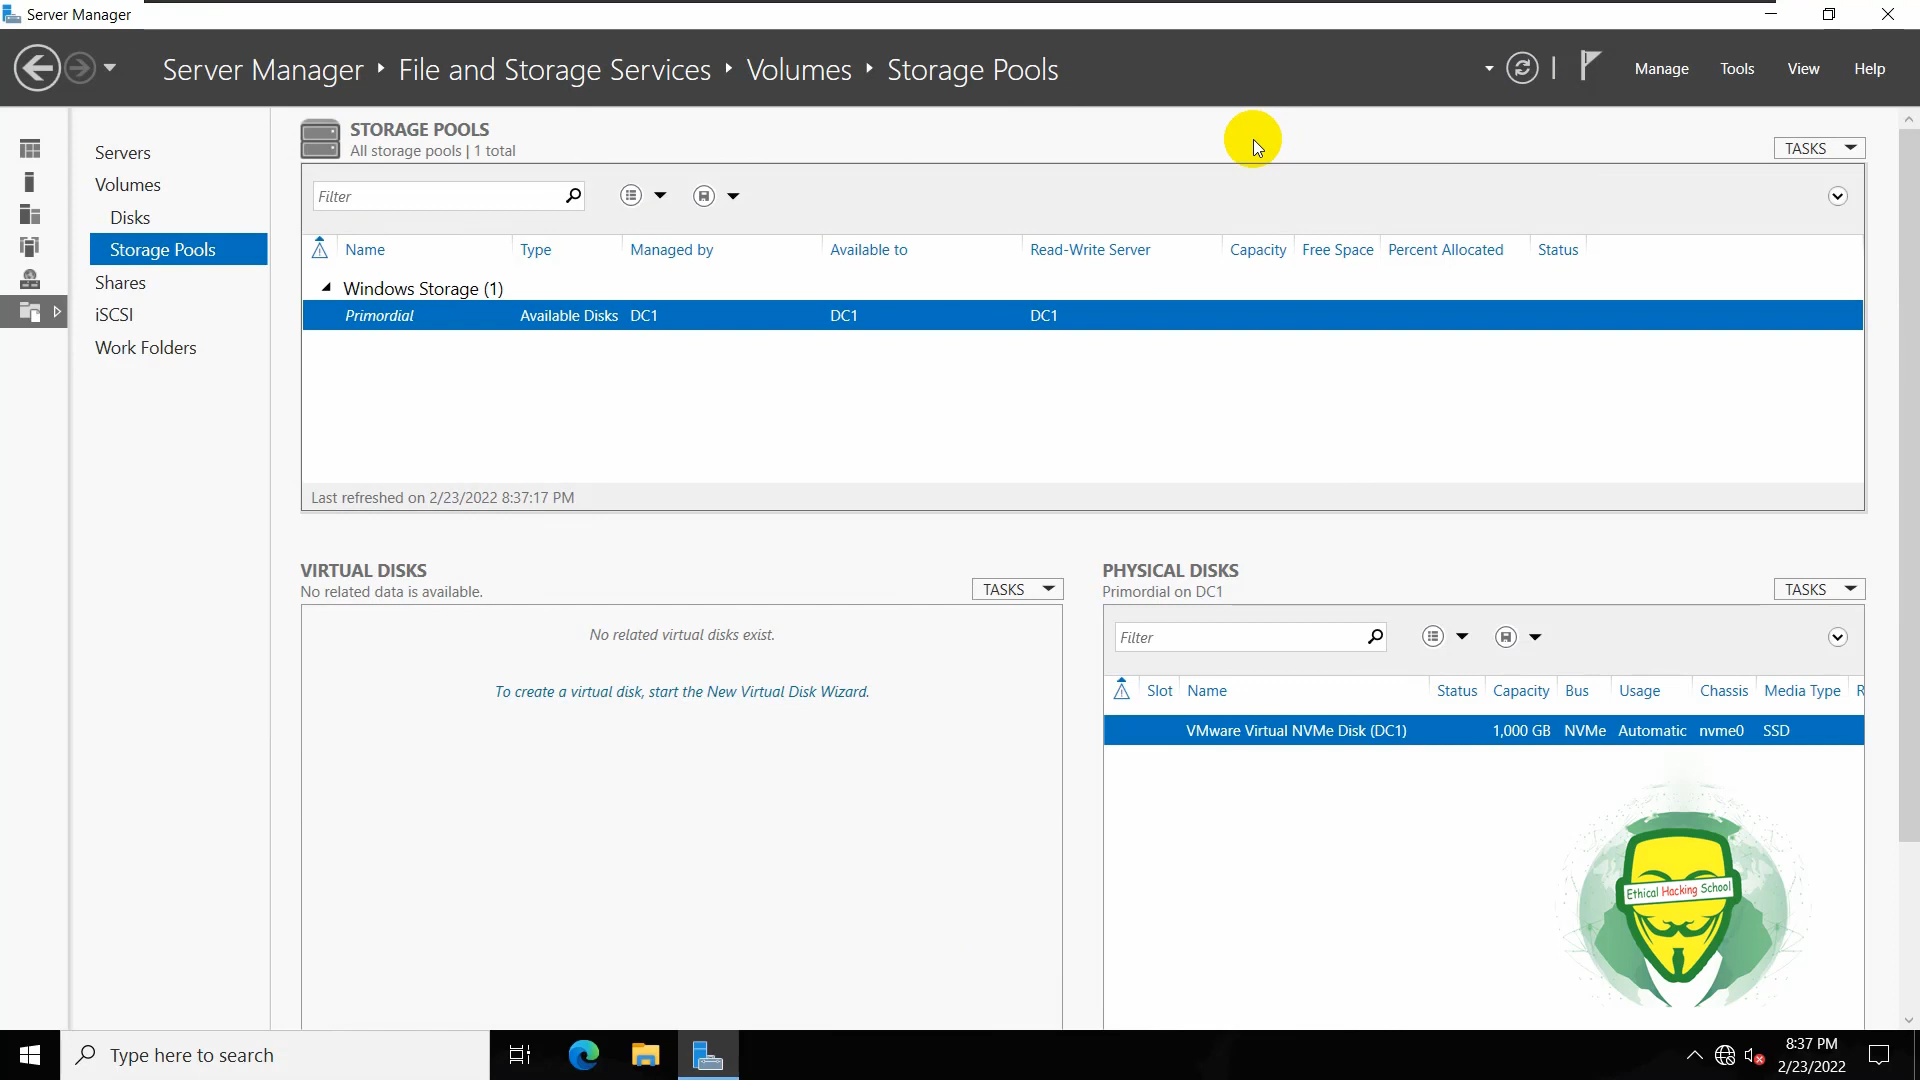 Server Manager
Server Manager ‣ File and Storage Services ‣ Volumes ‣ Storage Pools
Manage
Tools
View
Help
Servers
Volumes
Disks
Storage Pools
Shares
iSCSI
Work Folders
STORAGE POOLS
All storage pools | 1 total
TASKS
Filter
Name Type Managed by Available to Read-Write Server Capacity Free Space Percent Allocated Status
Windows Storage (1)
Primordial Available Disks DC1 DC1 DC1
Last refreshed on 2/23/2022 8:37:17 PM
VIRTUAL DISKS
No related data is available.
TASKS
No related virtual disks exist.
To create a virtual disk, start the New Virtual Disk Wizard.
PHYSICAL DISKS
Primordial on DC1
TASKS
Filter
Slot Name Status Capacity Bus Usage Chassis Media Type R
VMware Virtual NVMe Disk (DC1) 1,000 GB NVMe Automatic nvme0 SSD
Ethical Hacking School
Type here to search
8:37 PM
2/23/2022